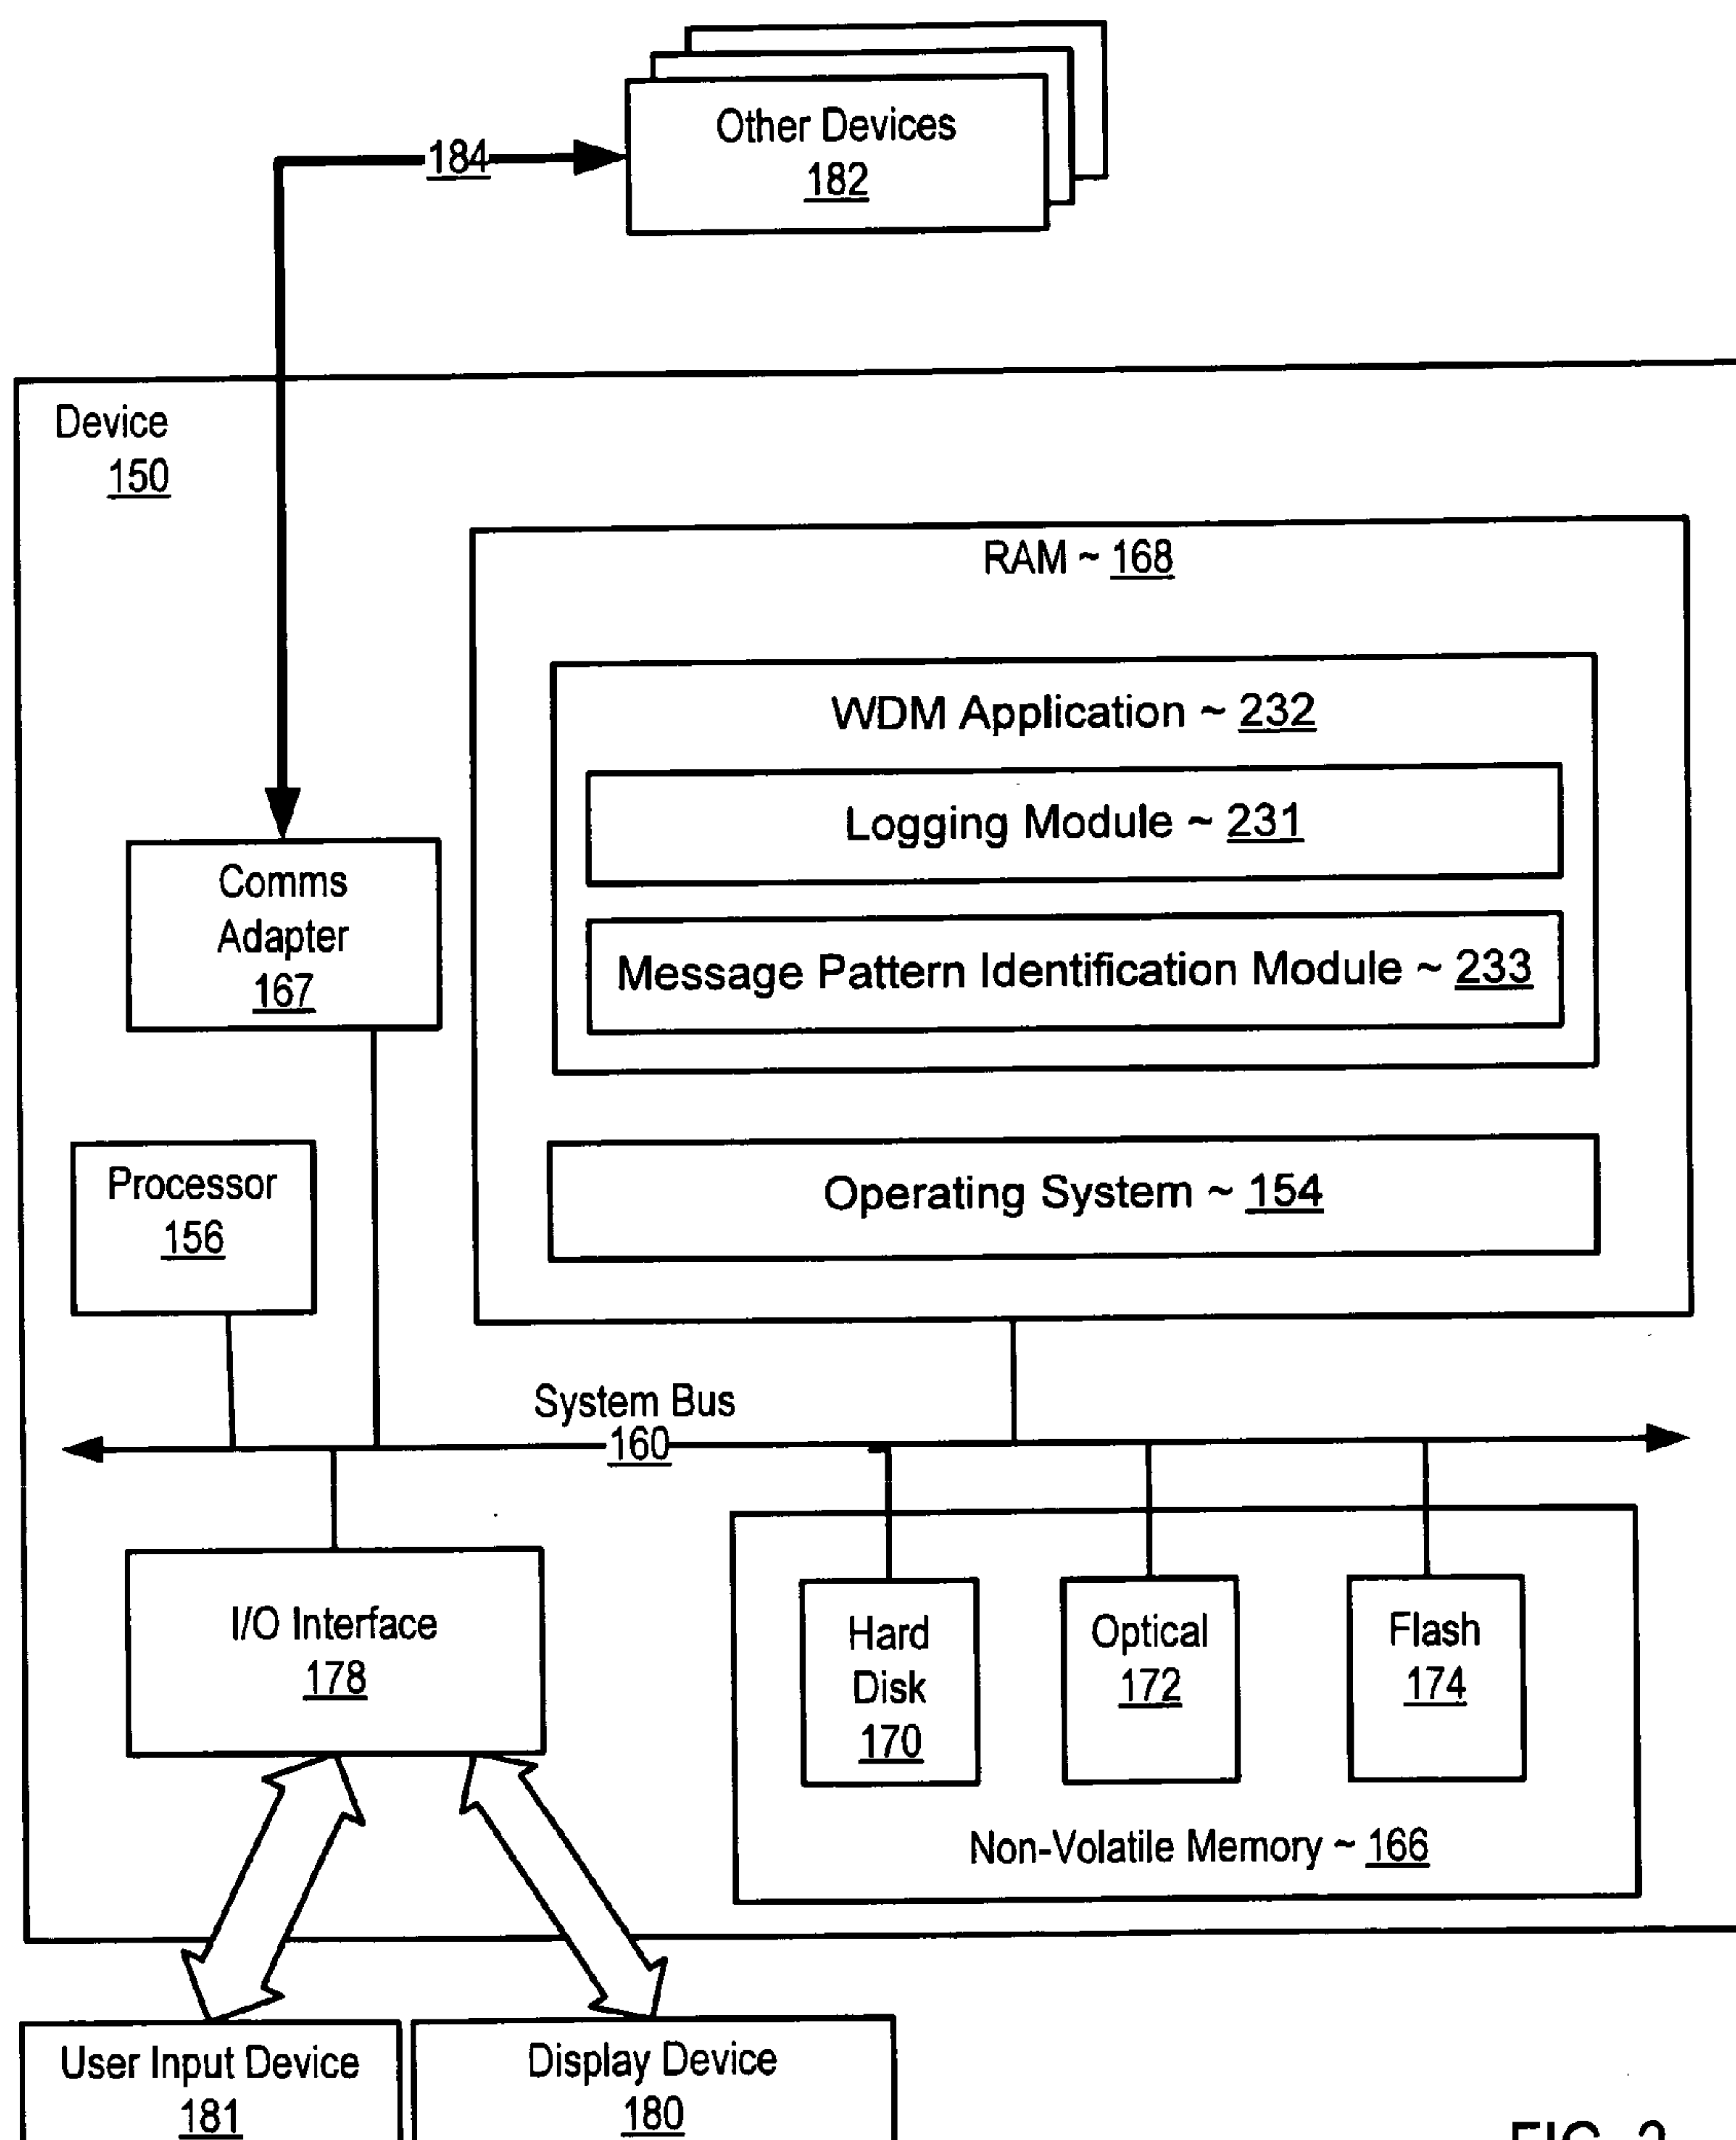 Other Devices
182
184
Device
150
RAM ~ 168
WDM Application ~ 232
Logging Module ~ 231
Comms
Adapter
167
Message Pattern Identification Module ~ 233
Processor
156
Operating System ~ 154
System Bus
160
I/O Interface
178
Hard
Disk
170
Optical
172
Flash
174
Non-Volatile Memory ~ 166
User Input Device
181
Display Device
180
FIG. 2